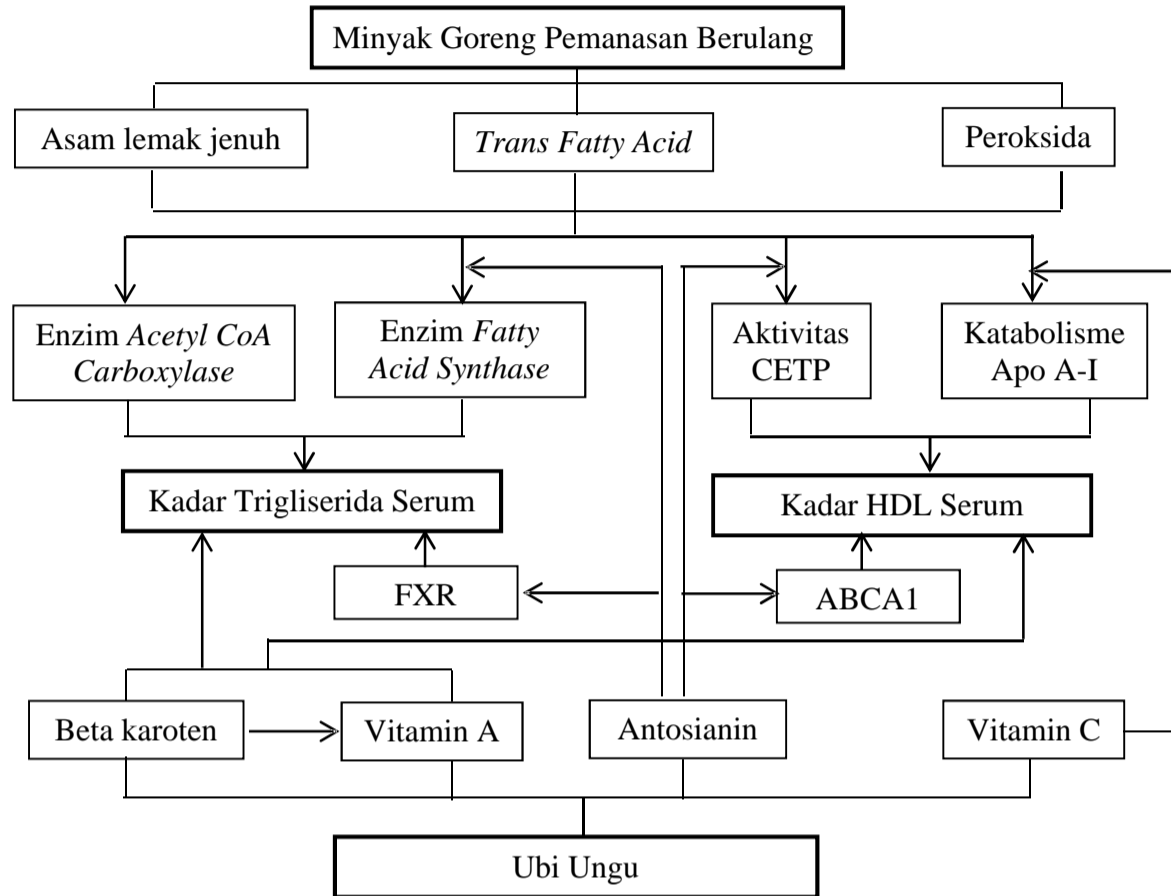 Minyak Goreng Pemanasan Berulang
Asam lemak jenuh
Trans Fatty Acid
Peroksida
Enzim Acetyl CoA
Carboxylase
Enzim Fatty
Acid Synthase
Aktivitas
CETP
Katabolisme
Apo A-I
Kadar Trigliserida Serum
Kadar HDL Serum
FXR
ABCA1
Beta karoten
Vitamin A
Antosianin
Vitamin C
Ubi Ungu